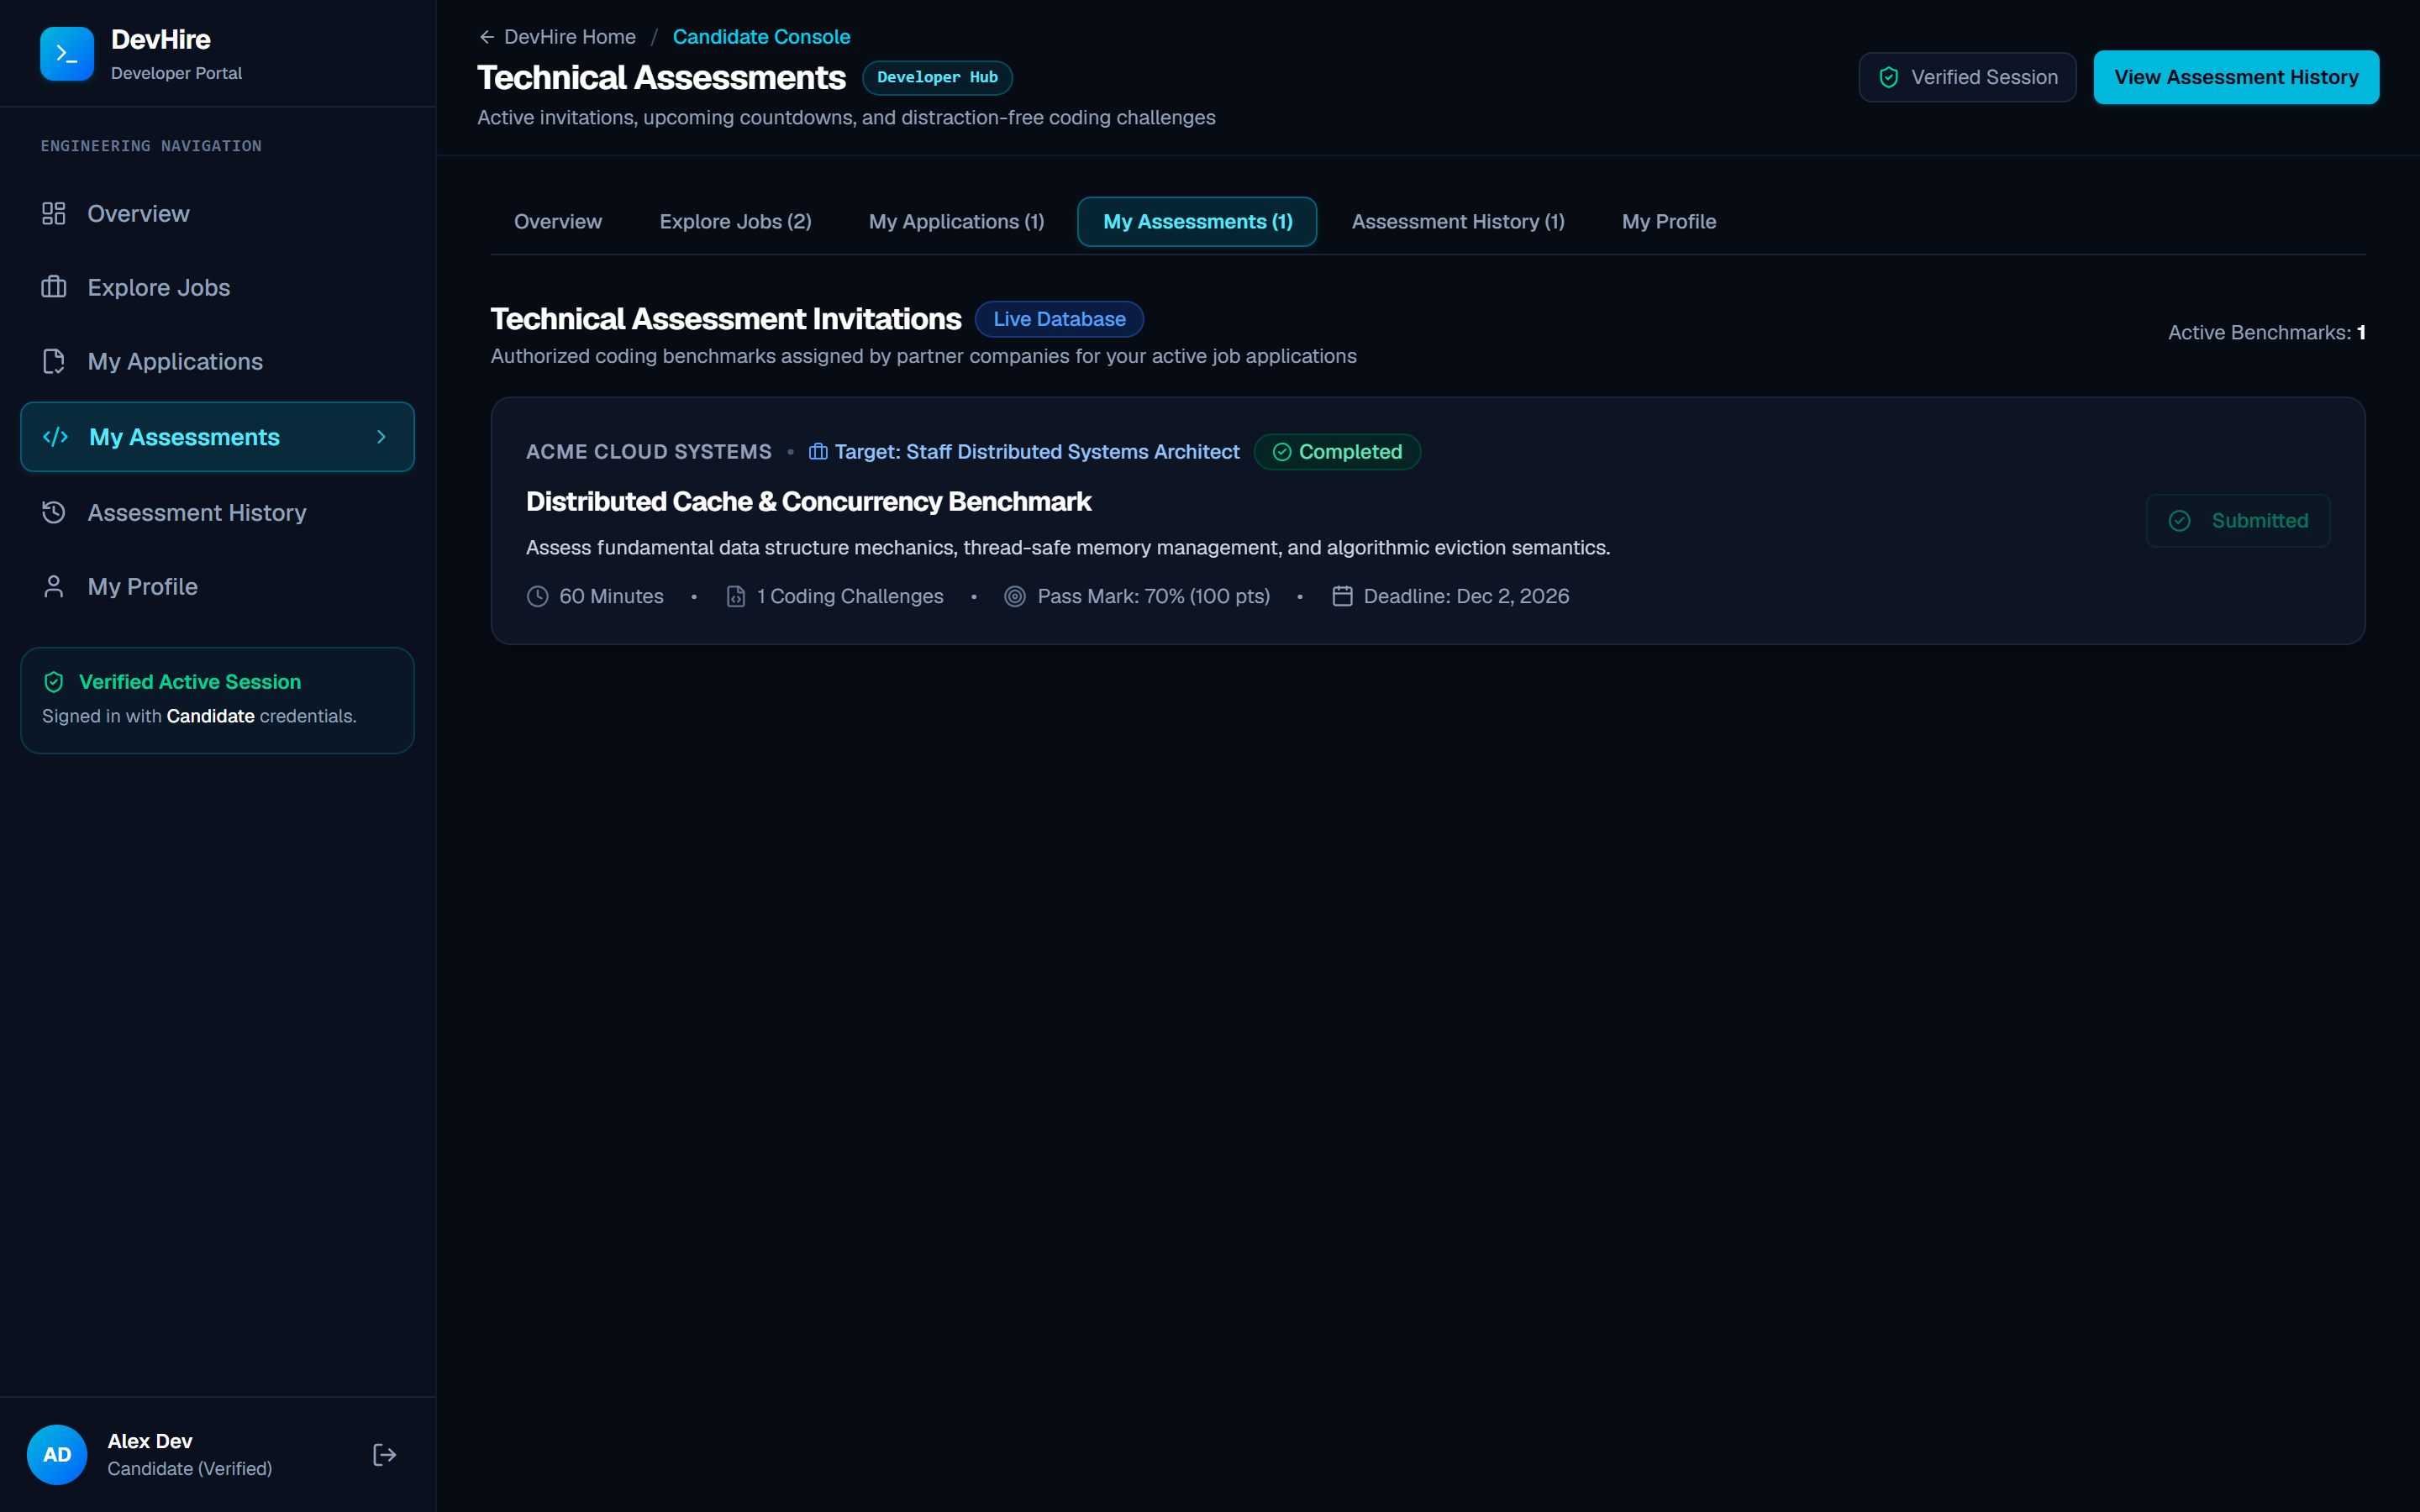 DevHire
Developer Portal
ENGINEERING NAVIGATION
Overview
Explore Jobs
My Applications
My Assessments
Assessment History
My Profile
Verified Active Session
Signed in with Candidate credentials.
AD
Alex Dev
Candidate (Verified)
DevHire Home / Candidate Console
Technical Assessments Developer Hub
Active invitations, upcoming countdowns, and distraction-free coding challenges
Verified Session
View Assessment History
Overview Explore Jobs (2) My Applications (1) My Assessments (1) Assessment History (1) My Profile
Technical Assessment Invitations Live Database
Authorized coding benchmarks assigned by partner companies for your active job applications
Active Benchmarks: 1
ACME CLOUD SYSTEMS • Target: Staff Distributed Systems Architect Completed
Distributed Cache & Concurrency Benchmark
Assess fundamental data structure mechanics, thread-safe memory management, and algorithmic eviction semantics.
60 Minutes • 1 Coding Challenges • Pass Mark: 70% (100 pts) • Deadline: Dec 2, 2026
Submitted